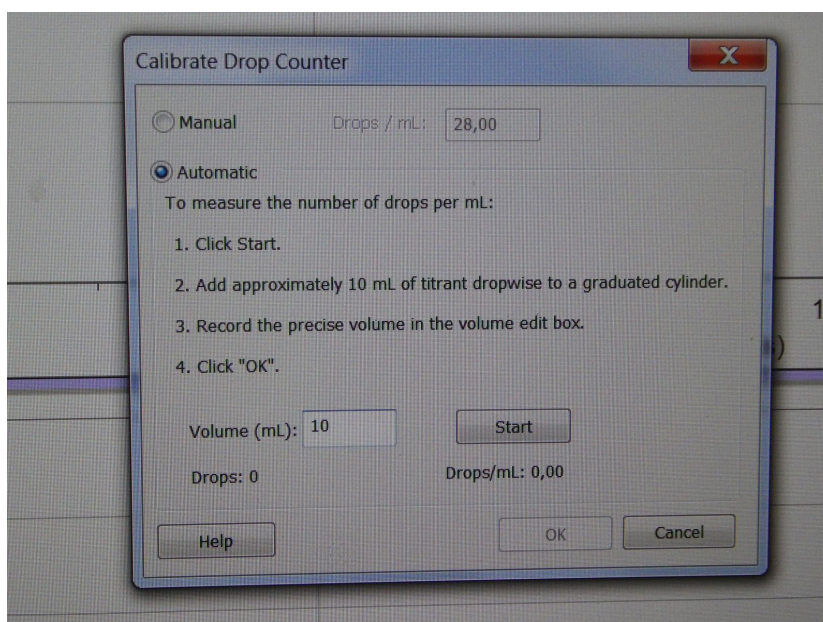 Calibrate Drop Counter
X
Manual
Drops / mL: 28,00
Automatic
To measure the number of drops per mL:
1. Click Start.
2. Add approximately 10 mL of titrant dropwise to a graduated cylinder.
3. Record the precise volume in the volume edit box.
4. Click "OK".
Volume (mL): 10
Start
Drops: 0
Drops/mL: 0,00
Help
OK
Cancel
1
)